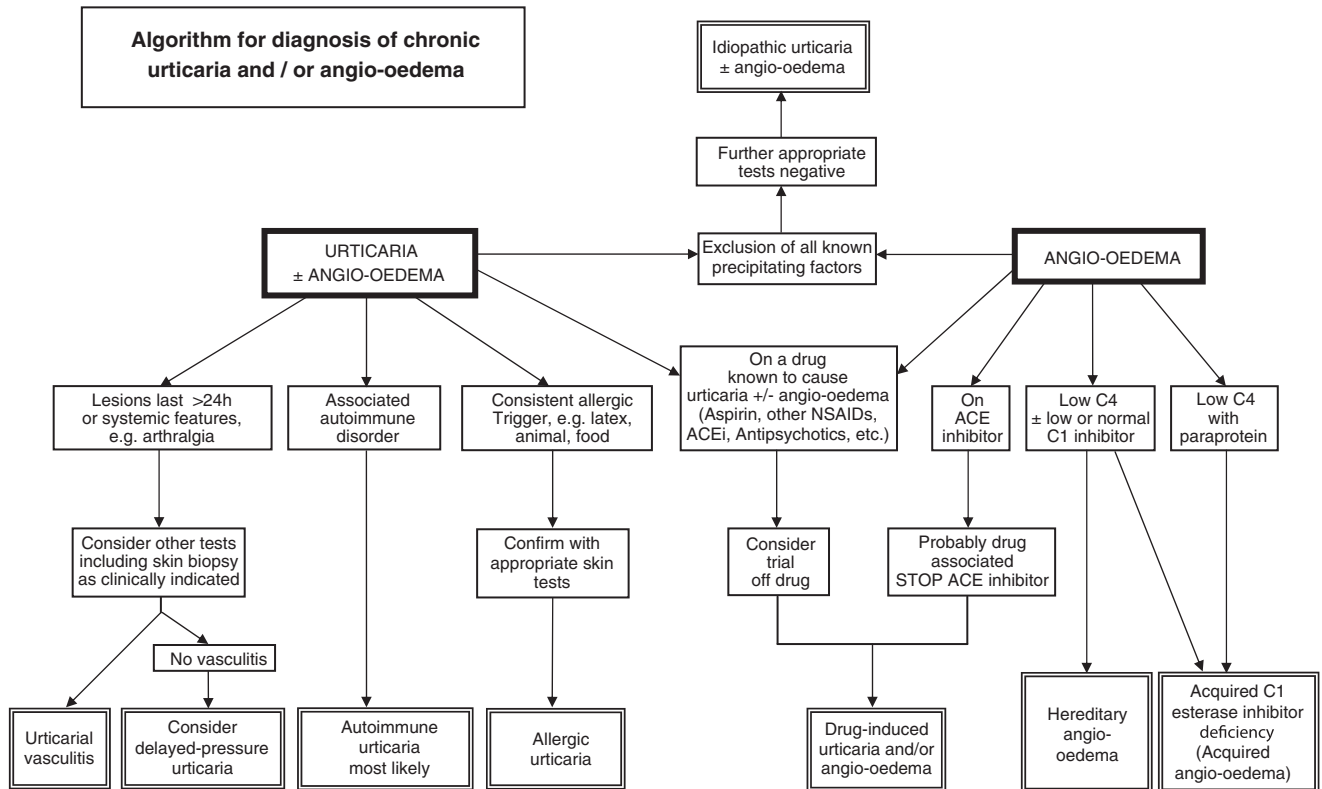 Algorithm for diagnosis of chronic
urticaria and / or angio-oedema
Idiopathic urticaria
± angio-oedema
Further appropriate
tests negative
URTICARIA
± ANGIO-OEDEMA
Exclusion of all known
precipitating factors
ANGIO-OEDEMA
Lesions last >24h
or systemic features,
e.g. arthralgia
Associated
autoimmune
disorder
Consistent allergic
Trigger, e.g. latex,
animal, food
On a drug
known to cause
urticaria +/- angio-oedema
(Aspirin, other NSAIDs,
ACEi, Antipsychotics, etc.)
On
ACE
inhibitor
Low C4
± low or normal
C1 inhibitor
Low C4
with
paraprotein
Consider other tests
including skin biopsy
as clinically indicated
Confirm with
appropriate skin
tests
Consider
trial
off drug
Probably drug
associated
STOP ACE inhibitor
No vasculitis
Urticarial
vasculitis
Consider
delayed-pressure
urticaria
Autoimmune
urticaria
most likely
Allergic
urticaria
Drug-induced
urticaria and/or
angio-oedema
Hereditary
angio-
oedema
Acquired C1
esterase inhibitor
deficiency
(Acquired
angio-oedema)